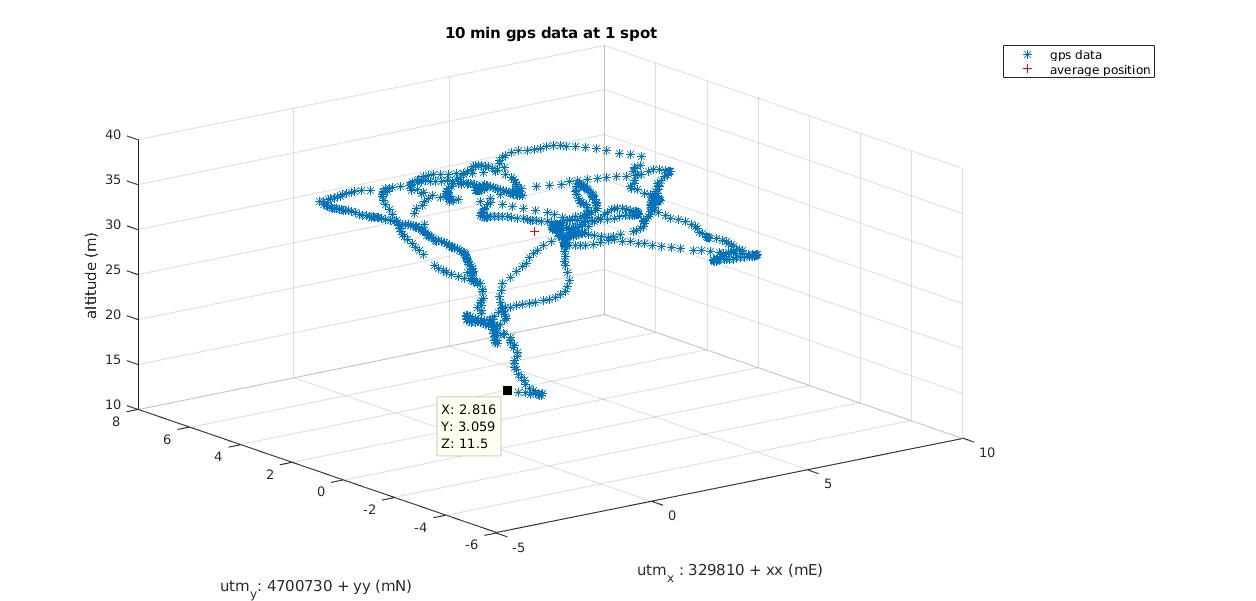 10 min gps data at 1 spot
gps data
average position
40
35
30
25
20
15
10
altitude (m)
8
6
4
2
0
-2
-4
-6
-5
0
5
10
X: 2.816
Y: 3.059
Z: 11.5
utm_y: 4700730 + yy (mN)
utm_x : 329810 + xx (mE)